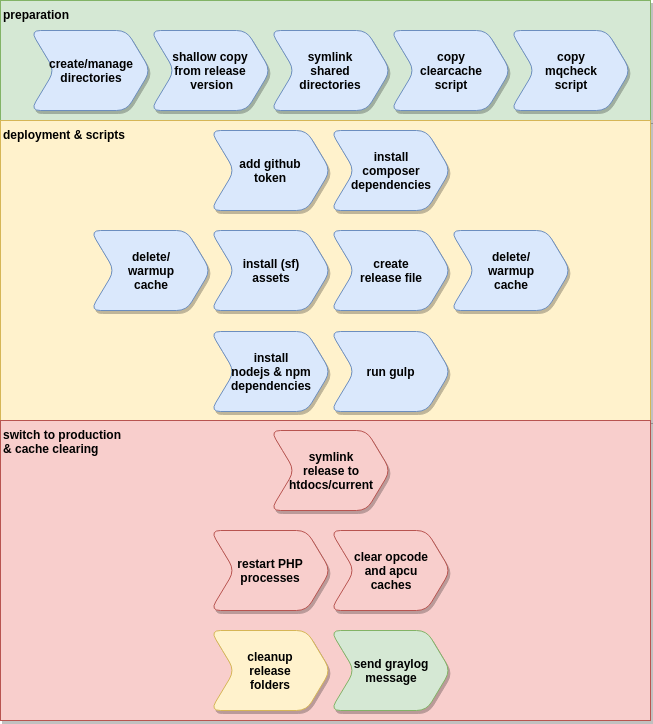 preparation
create/manage
directories
shallow copy
from release
version
symlink
shared
directories
copy
clearcache
script
copy
mqcheck
script
deployment & scripts
add github
token
install
composer
dependencies
delete/
warmup
cache
install (sf)
assets
create
release file
delete/
warmup
cache
install
nodejs & npm
dependencies
run gulp
switch to production
& cache clearing
symlink
release to
htdocs/current
restart PHP
processes
clear opcode
and apcu
caches
cleanup
release
folders
send graylog
message